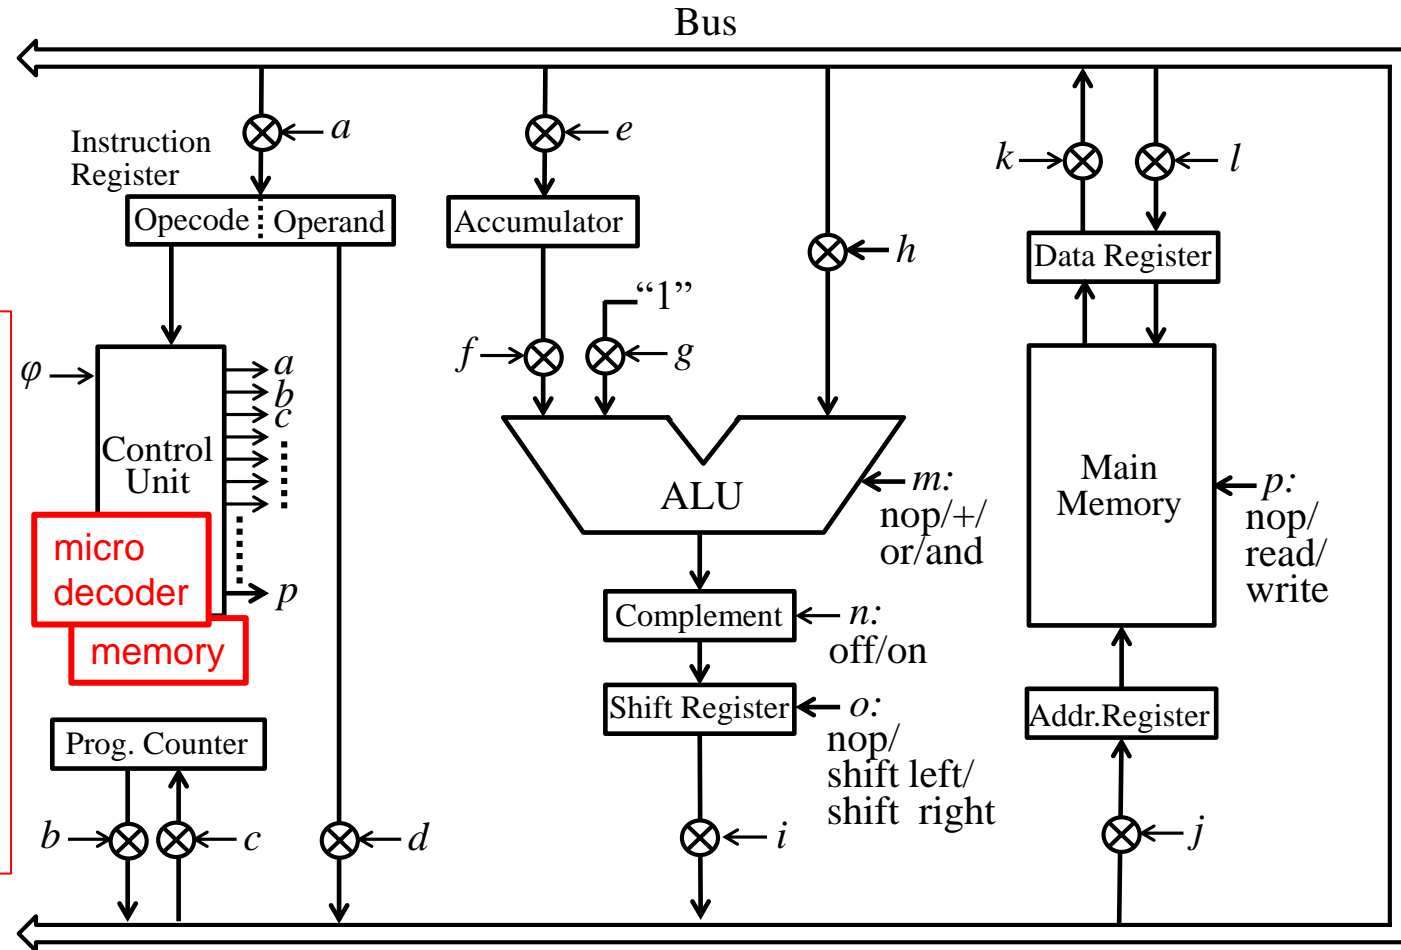 Bus
a
Instruction
Register
Opecode
Operand
e
Accumulator
h
k
l
Data Register
“1”
f
g
φ
a
b
c
Control
Unit
p
micro
decoder
memory
ALU
m:
nop/+/
or/and
Main
Memory
p:
nop/
read/
write
Complement
n:
off/on
Shift Register
o:
nop/
shift left/
shift right
Addr.Register
Prog. Counter
b
c
d
i
j